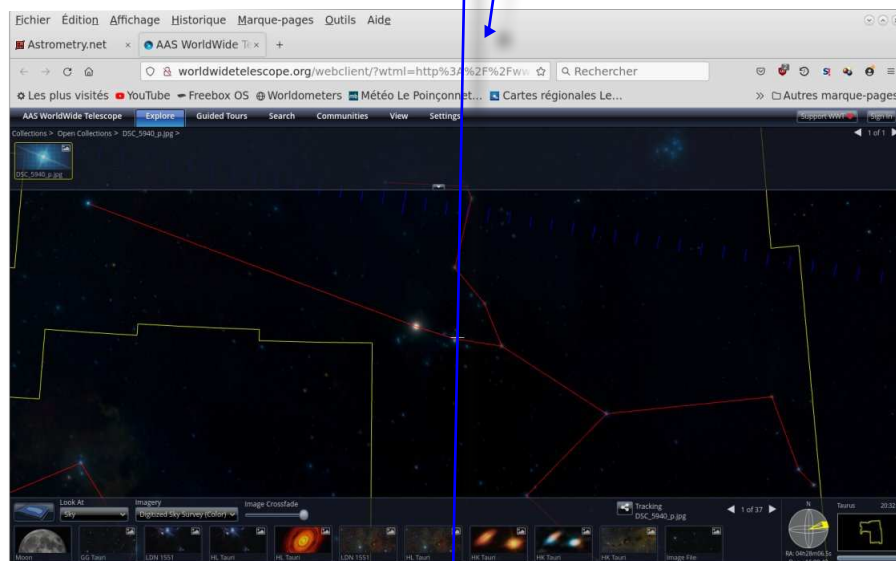 Fichier Édition Affichage Historique Marque-pages Outils Aide
Astrometry.net × AAS WorldWide Te × +
worldwidetelescope.org/webclient/?wtml=http%3A%2F%2Fww Rechercher
Les plus visités YouTube Freebox OS Worldometers Météo Le Poinçonnet... Cartes régionales Le... » Autres marque-pages
AAS WorldWide Telescope Explore Guided Tours Search Communities View Settings Support WWT Sign In
Collections > Open Collections > DSC_5940_p.jpg > 1 of 1
DSC_5940_p.jpg
Look At Imagery Image Crossfade Tracking N Taurus 20:32
Sky Digitized Sky Survey (Color) DSC_5940_p.jpg 1 of 37
Moon GG Tauri LDN 1551 HL Tauri HL Tauri LDN 1551 HL Tauri HK Tauri HK Tauri HK Tauri Image File RA: 04h28m06.5s